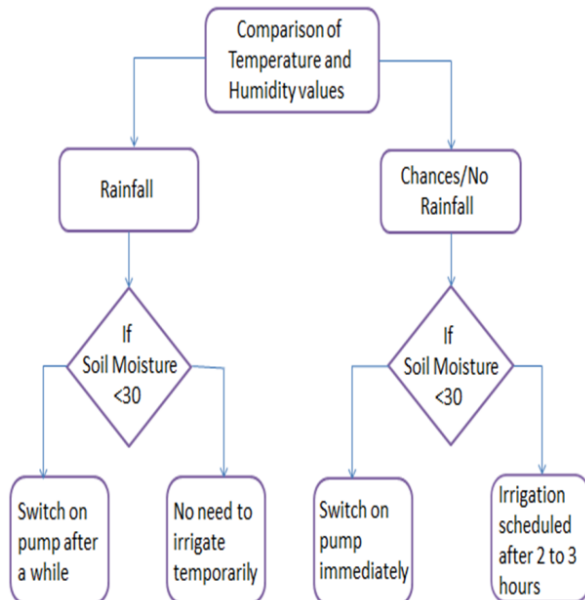 Comparison of
Temperature and
Humidity values
Rainfall
Chances/No
Rainfall
If
Soil Moisture
<30
If
Soil Moisture
<30
Switch on
pump after
a while
No need to
irrigate
temporarily
Switch on
pump
immediately
Irrigation
scheduled
after 2 to 3
hours